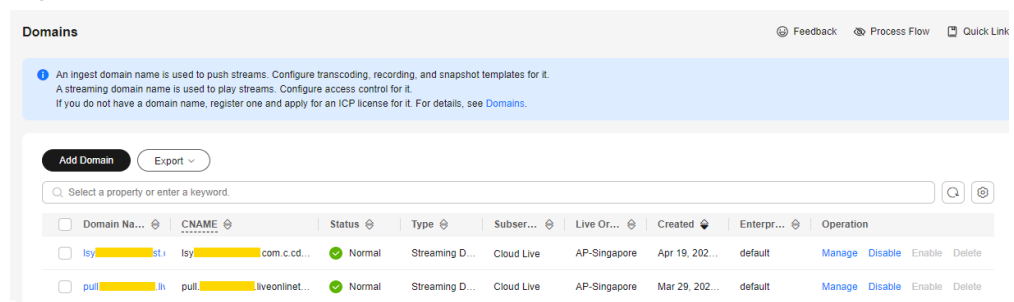 Domains
Feedback Process Flow Quick Link
An ingest domain name is used to push streams. Configure transcoding, recording, and snapshot templates for it.
A streaming domain name is used to play streams. Configure access control for it.
If you do not have a domain name, register one and apply for an ICP license for it. For details, see Domains.
Add Domain Export
Select a property or enter a keyword.
Domain Na... CNAME Status Type Subser... Live Or... Created Enterpr... Operation
lsy st. lsy com.c.cd... Normal Streaming D... Cloud Live AP-Singapore Apr 19, 202... default Manage Disable Enable Delete
pull liv pull. .liveonlinet... Normal Streaming D... Cloud Live AP-Singapore Mar 29, 202... default Manage Disable Enable Delete